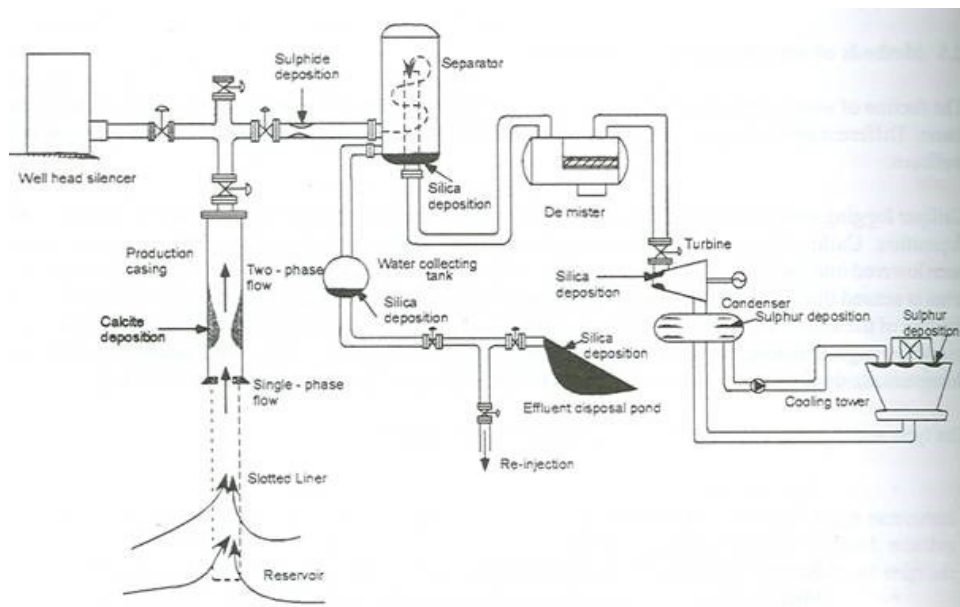 Sulphide
deposition
Separator
Well head silencer
Silica
deposition
De mister
Production
casing
Two - phase
flow
Water collecting
tank
Turbine
Silica
deposition
Calcite
deposition
Silica
deposition
Condenser
Sulphur deposition
Sulphur
deposition
Silica
deposition
Single - phase
flow
Effluent disposal pond
Cooling tower
Re-injection
Slotted Liner
Reservoir